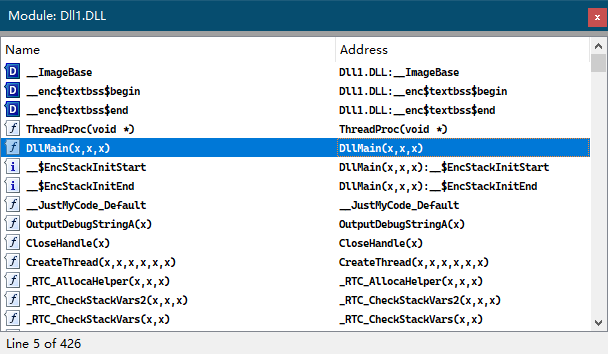 Module: Dll1.DLL
x
Name Address
D __ImageBase Dll1.DLL:__ImageBase
D __enc$textbss$begin Dll1.DLL:__enc$textbss$begin
D __enc$textbss$end Dll1.DLL:__enc$textbss$end
f ThreadProc(void *) ThreadProc(void *)
f DllMain(x,x,x) DllMain(x,x,x)
i __$EncStackInitStart DllMain(x,x,x):__$EncStackInitStart
i __$EncStackInitEnd DllMain(x,x,x):__$EncStackInitEnd
f __JustMyCode_Default __JustMyCode_Default
f OutputDebugStringA(x) OutputDebugStringA(x)
f CloseHandle(x) CloseHandle(x)
f CreateThread(x,x,x,x,x,x) CreateThread(x,x,x,x,x,x)
f _RTC_AllocaHelper(x,x,x) _RTC_AllocaHelper(x,x,x)
f _RTC_CheckStackVars2(x,x,x) _RTC_CheckStackVars2(x,x,x)
f _RTC_CheckStackVars(x,x) _RTC_CheckStackVars(x,x)
Line 5 of 426